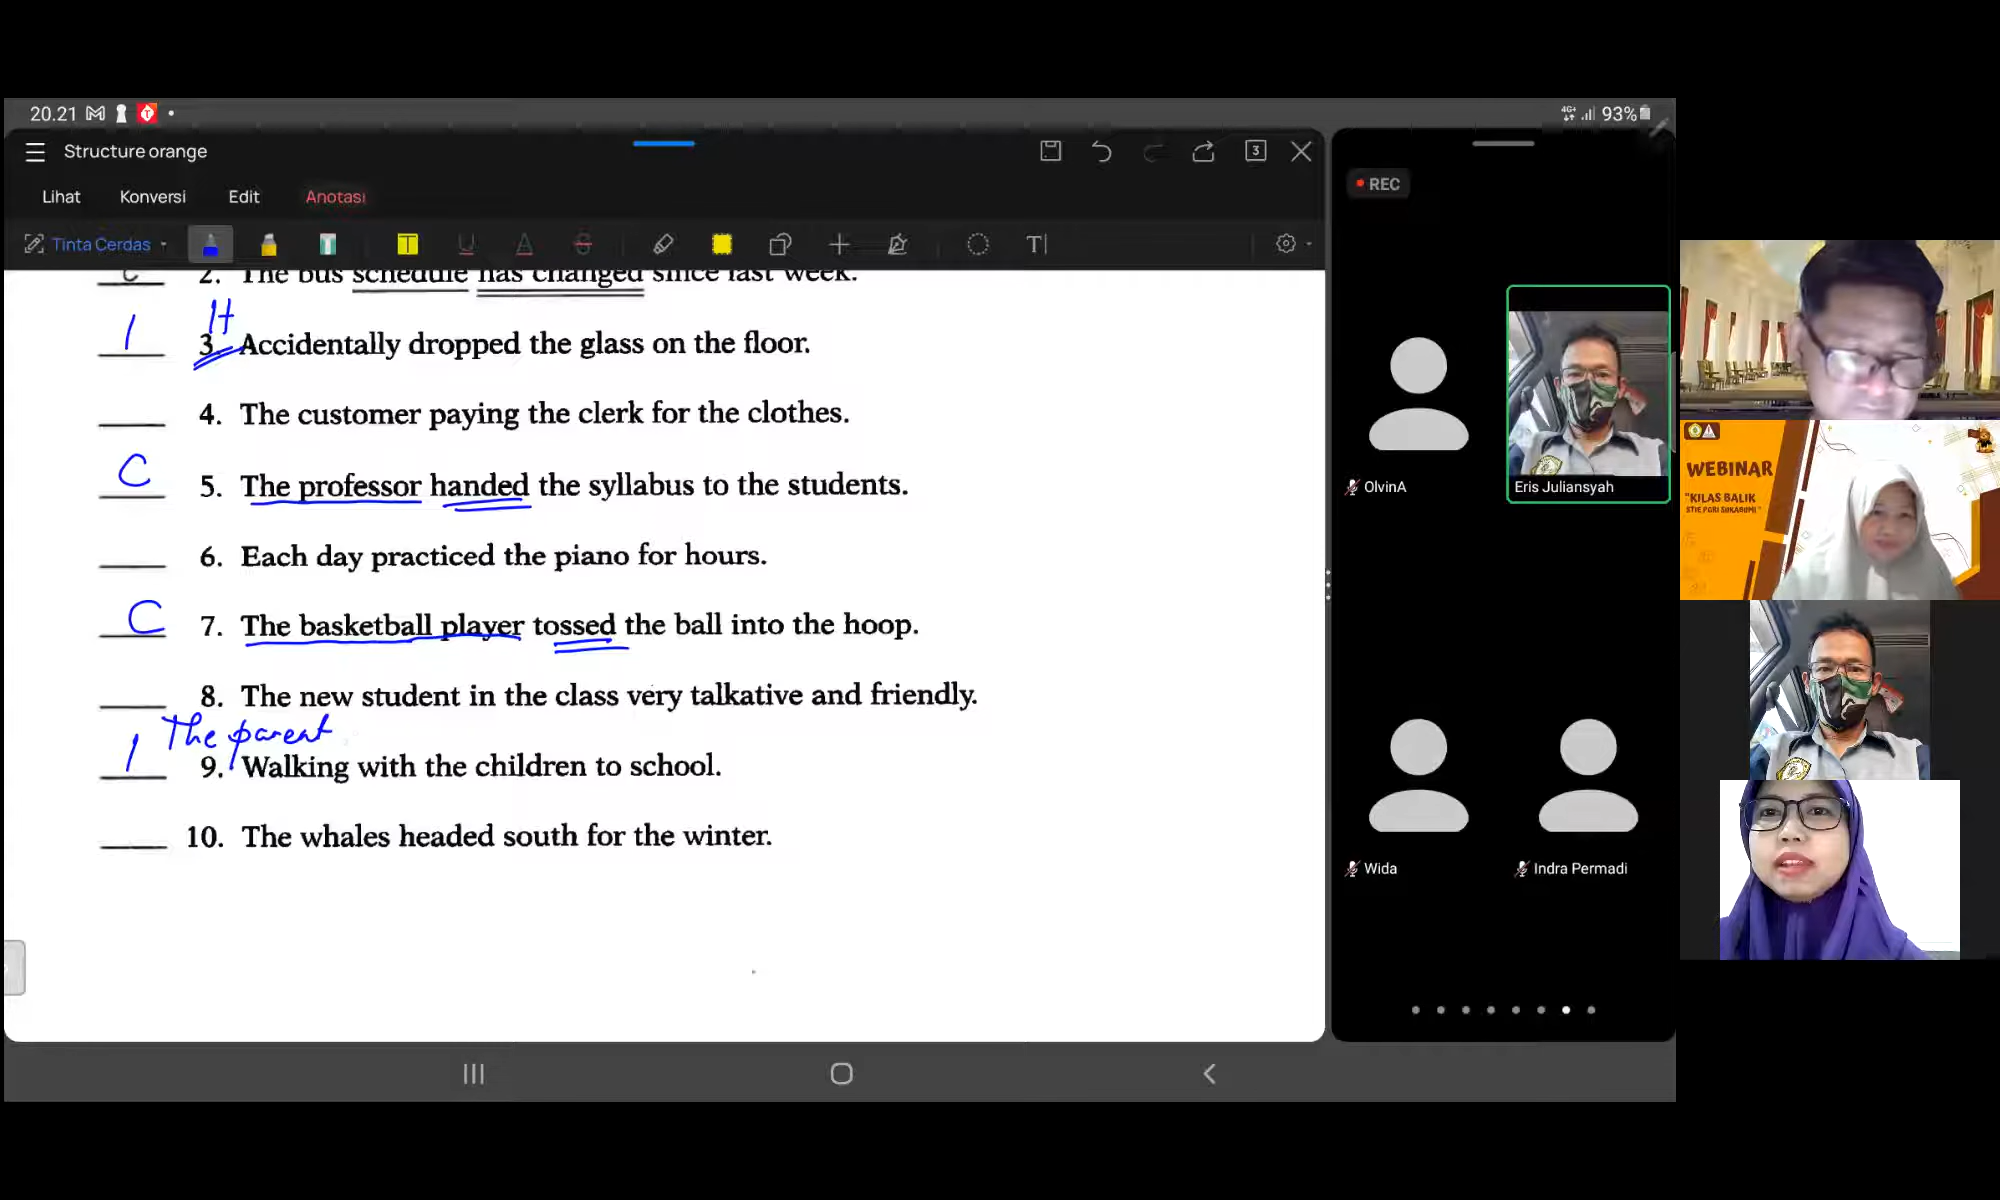 20.21
4G+ 93%
Structure orange
3
Lihat Konversi Edit Anotasi
Tinta Cerdas
T U A S T
C 2. The bus schedule has changed since last week.
It
I 3. Accidentally dropped the glass on the floor.
4. The customer paying the clerk for the clothes.
C 5. The professor handed the syllabus to the students.
6. Each day practiced the piano for hours.
C 7. The basketball player tossed the ball into the hoop.
8. The new student in the class very talkative and friendly.
The parent
I 9. Walking with the children to school.
10. The whales headed south for the winter.
REC
OlvinA
Eris Juliansyah
Wida
Indra Permadi
WEBINAR
"KILAS BALIK
STIE PGRI SUKABUMI"